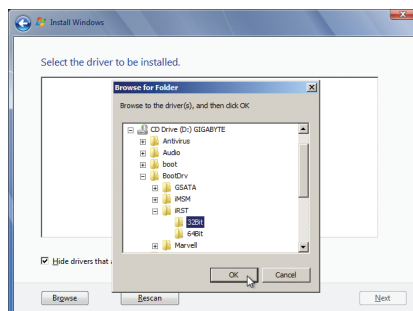 Install Windows
Select the driver to be installed.
Browse for Folder
Browse to the driver(s), and then click OK
CD Drive (D:) GIGABYTE
Antivirus
Audio
boot
BootDrv
GSATA
iMSM
iRST
32Bit
64Bit
Marvell
Hide drivers that
OK
Cancel
Browse
Rescan
Next